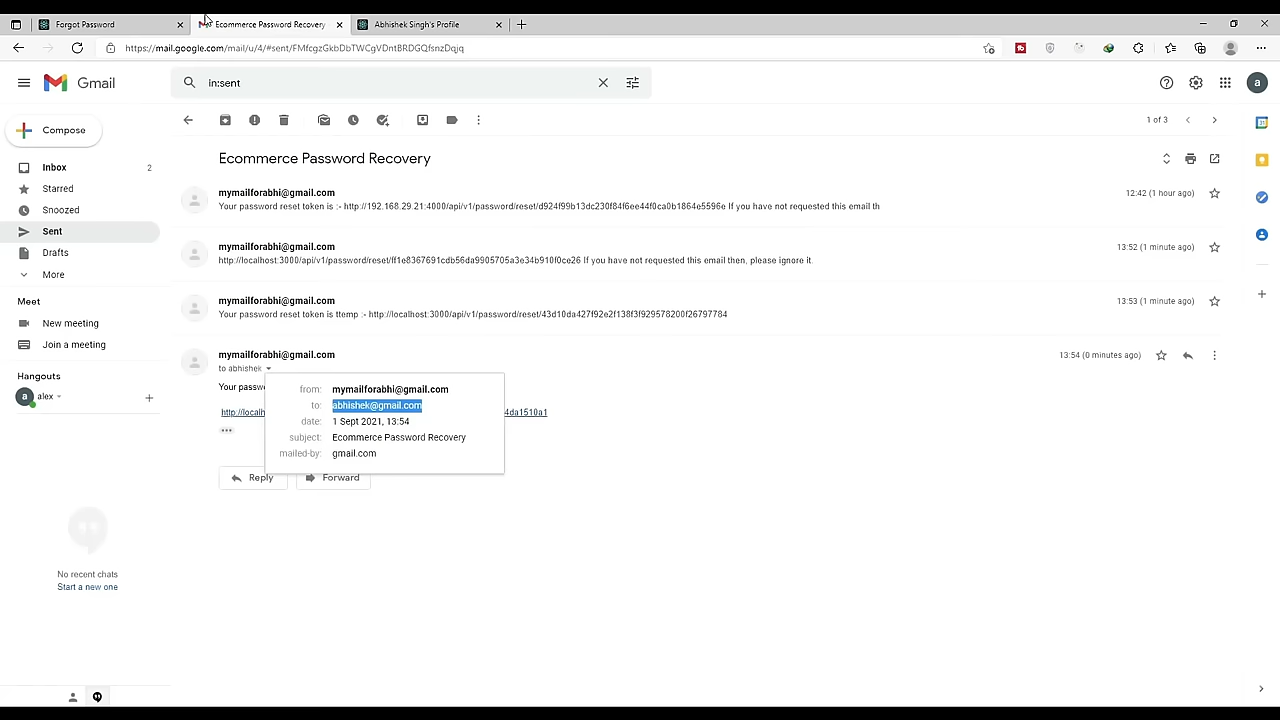 Forgot Password
Ecommerce Password Recovery
Abhishek Singh's Profile
https://mail.google.com/mail/u/4/#sent/FMfcgzGkbDbTWCgVDntBRDGQfsnzDqjq
Gmail
in:sent
a
Compose
1 of 3
31
Inbox 2
Starred
Snoozed
Sent
Drafts
More
Meet
New meeting
Join a meeting
Hangouts
a alex
No recent chats
Start a new one
Ecommerce Password Recovery
mymailforabhi@gmail.com 12:42 (1 hour ago)
Your password reset token is :- http://192.168.29.21:4000/api/v1/password/reset/d924f99b13dc230f84f6ee44f0ca0b1864e5596e If you have not requested this email th
mymailforabhi@gmail.com 13:52 (1 minute ago)
http://localhost:3000/api/v1/password/reset/ff1e8367691cdb56da9905705a3e34b910f0ce26 If you have not requested this email then, please ignore it.
mymailforabhi@gmail.com 13:53 (1 minute ago)
Your password reset token is ttemp :- http://localhost:3000/api/v1/password/reset/43d10da427f92e2f138f3f929578200f26797784
mymailforabhi@gmail.com 13:54 (0 minutes ago)
to abhishek
Your passw
http://localh 4da1510a1
from: mymailforabhi@gmail.com
to: abhishek@gmail.com
date: 1 Sept 2021, 13:54
subject: Ecommerce Password Recovery
mailed-by: gmail.com
Reply
Forward